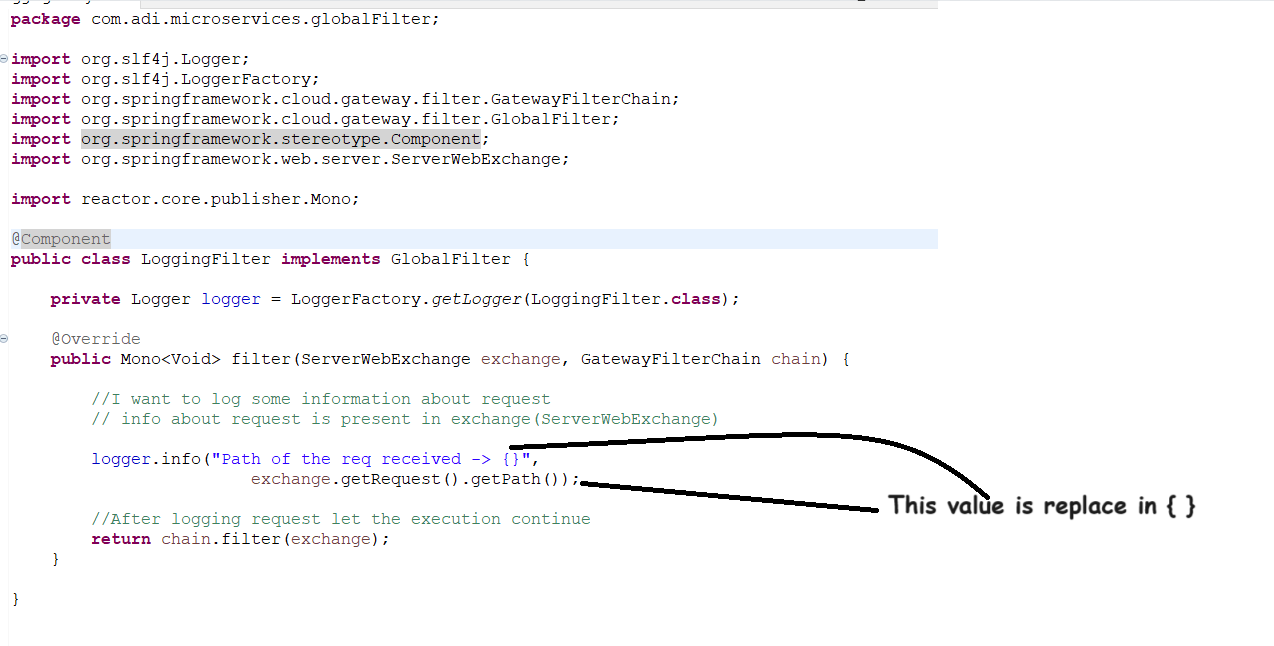 package com.adi.microservices.globalFilter;
import org.slf4j.Logger;
import org.slf4j.LoggerFactory;
import org.springframework.cloud.gateway.filter.GatewayFilterChain;
import org.springframework.cloud.gateway.filter.GlobalFilter;
import org.springframework.stereotype.Component;
import org.springframework.web.server.ServerWebExchange;
import reactor.core.publisher.Mono;
@Component
public class LoggingFilter implements GlobalFilter {
private Logger logger = LoggerFactory.getLogger(LoggingFilter.class);
@Override
public Mono<Void> filter(ServerWebExchange exchange, GatewayFilterChain chain) {
//I want to log some information about request
// info about request is present in exchange(ServerWebExchange)
logger.info("Path of the req received -> {}",
exchange.getRequest().getPath());
This value is replace in { }
//After logging request let the execution continue
return chain.filter(exchange);
}
}